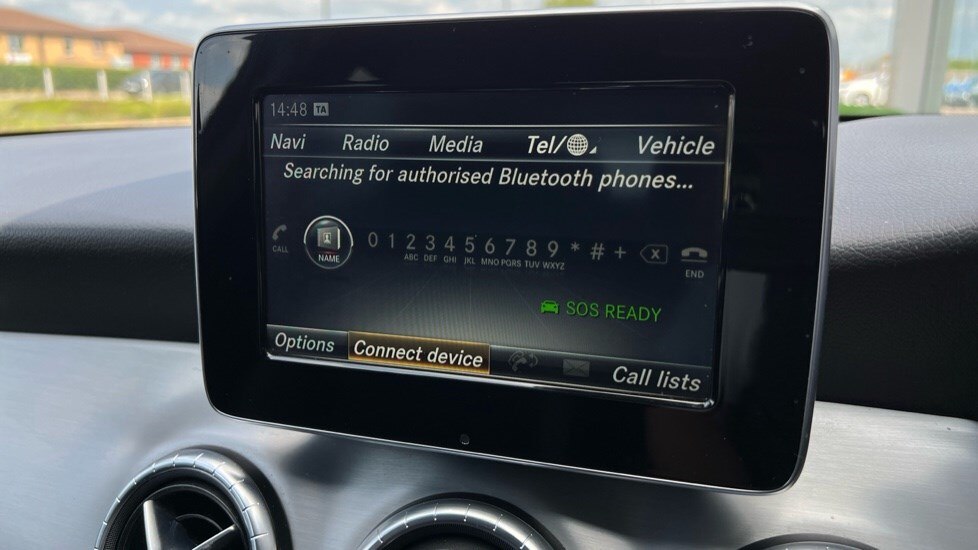 14:48 TA
Navi Radio Media Tel/ Vehicle
Searching for authorised Bluetooth phones...
CALL NAME 0 1 2 3 4 5 6 7 8 9 * # + END
ABC DEF GHI JKL MNO PQRS TUV WXYZ
SOS READY
Options Connect device Call lists